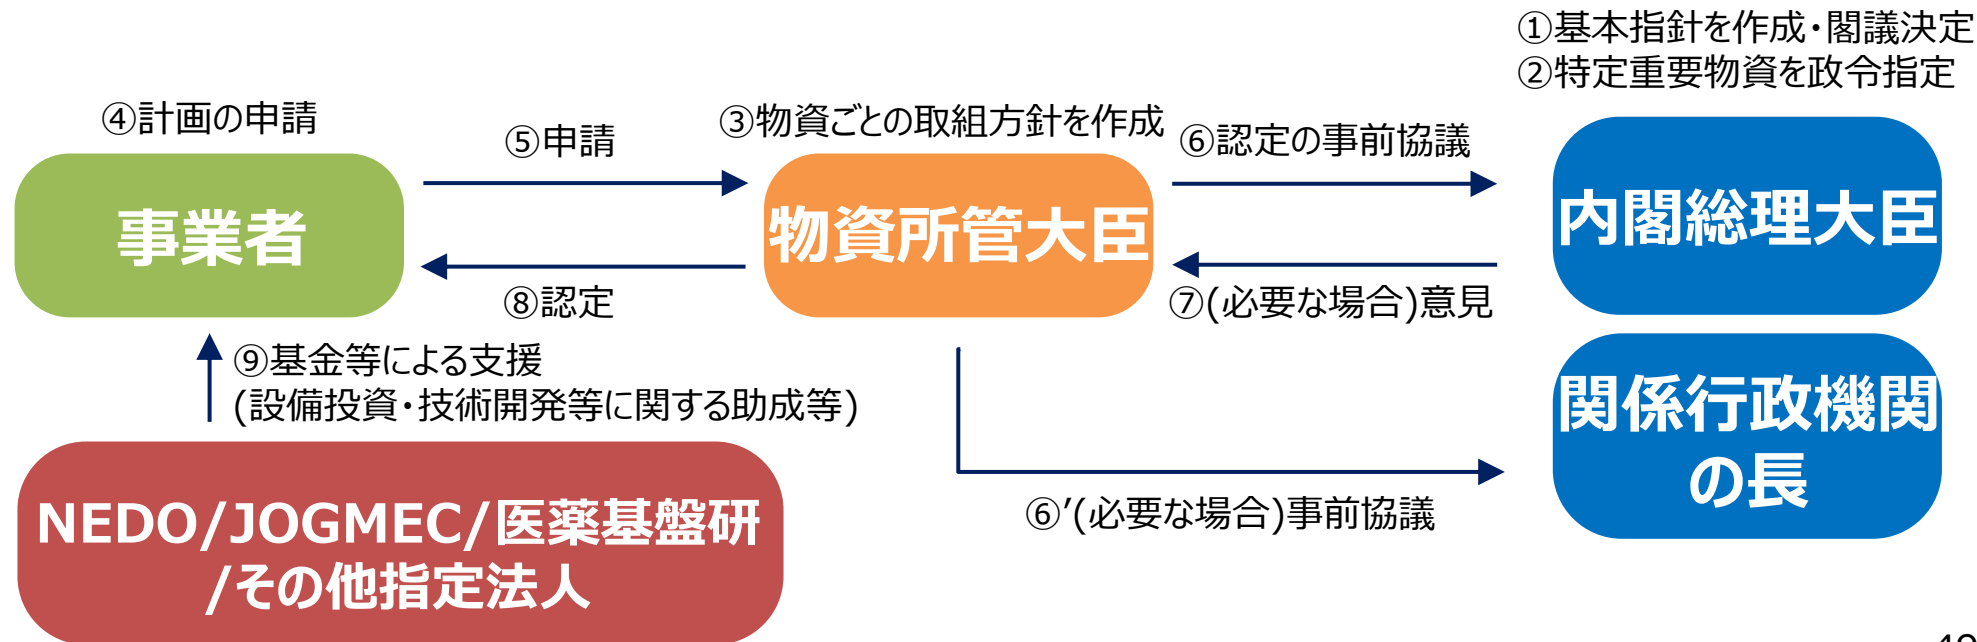 ①基本指針を作成・閣議決定
②特定重要物資を政令指定
④計画の申請
⑤申請
③物資ごとの取組方針を作成
⑥認定の事前協議
事業者
物資所管大臣
内閣総理大臣
⑧認定
⑦(必要な場合)意見
⑨基金等による支援
(設備投資・技術開発等に関する助成等)
関係行政機関
の長
NEDO/JOGMEC/医薬基盤研
/その他指定法人
⑥’(必要な場合)事前協議